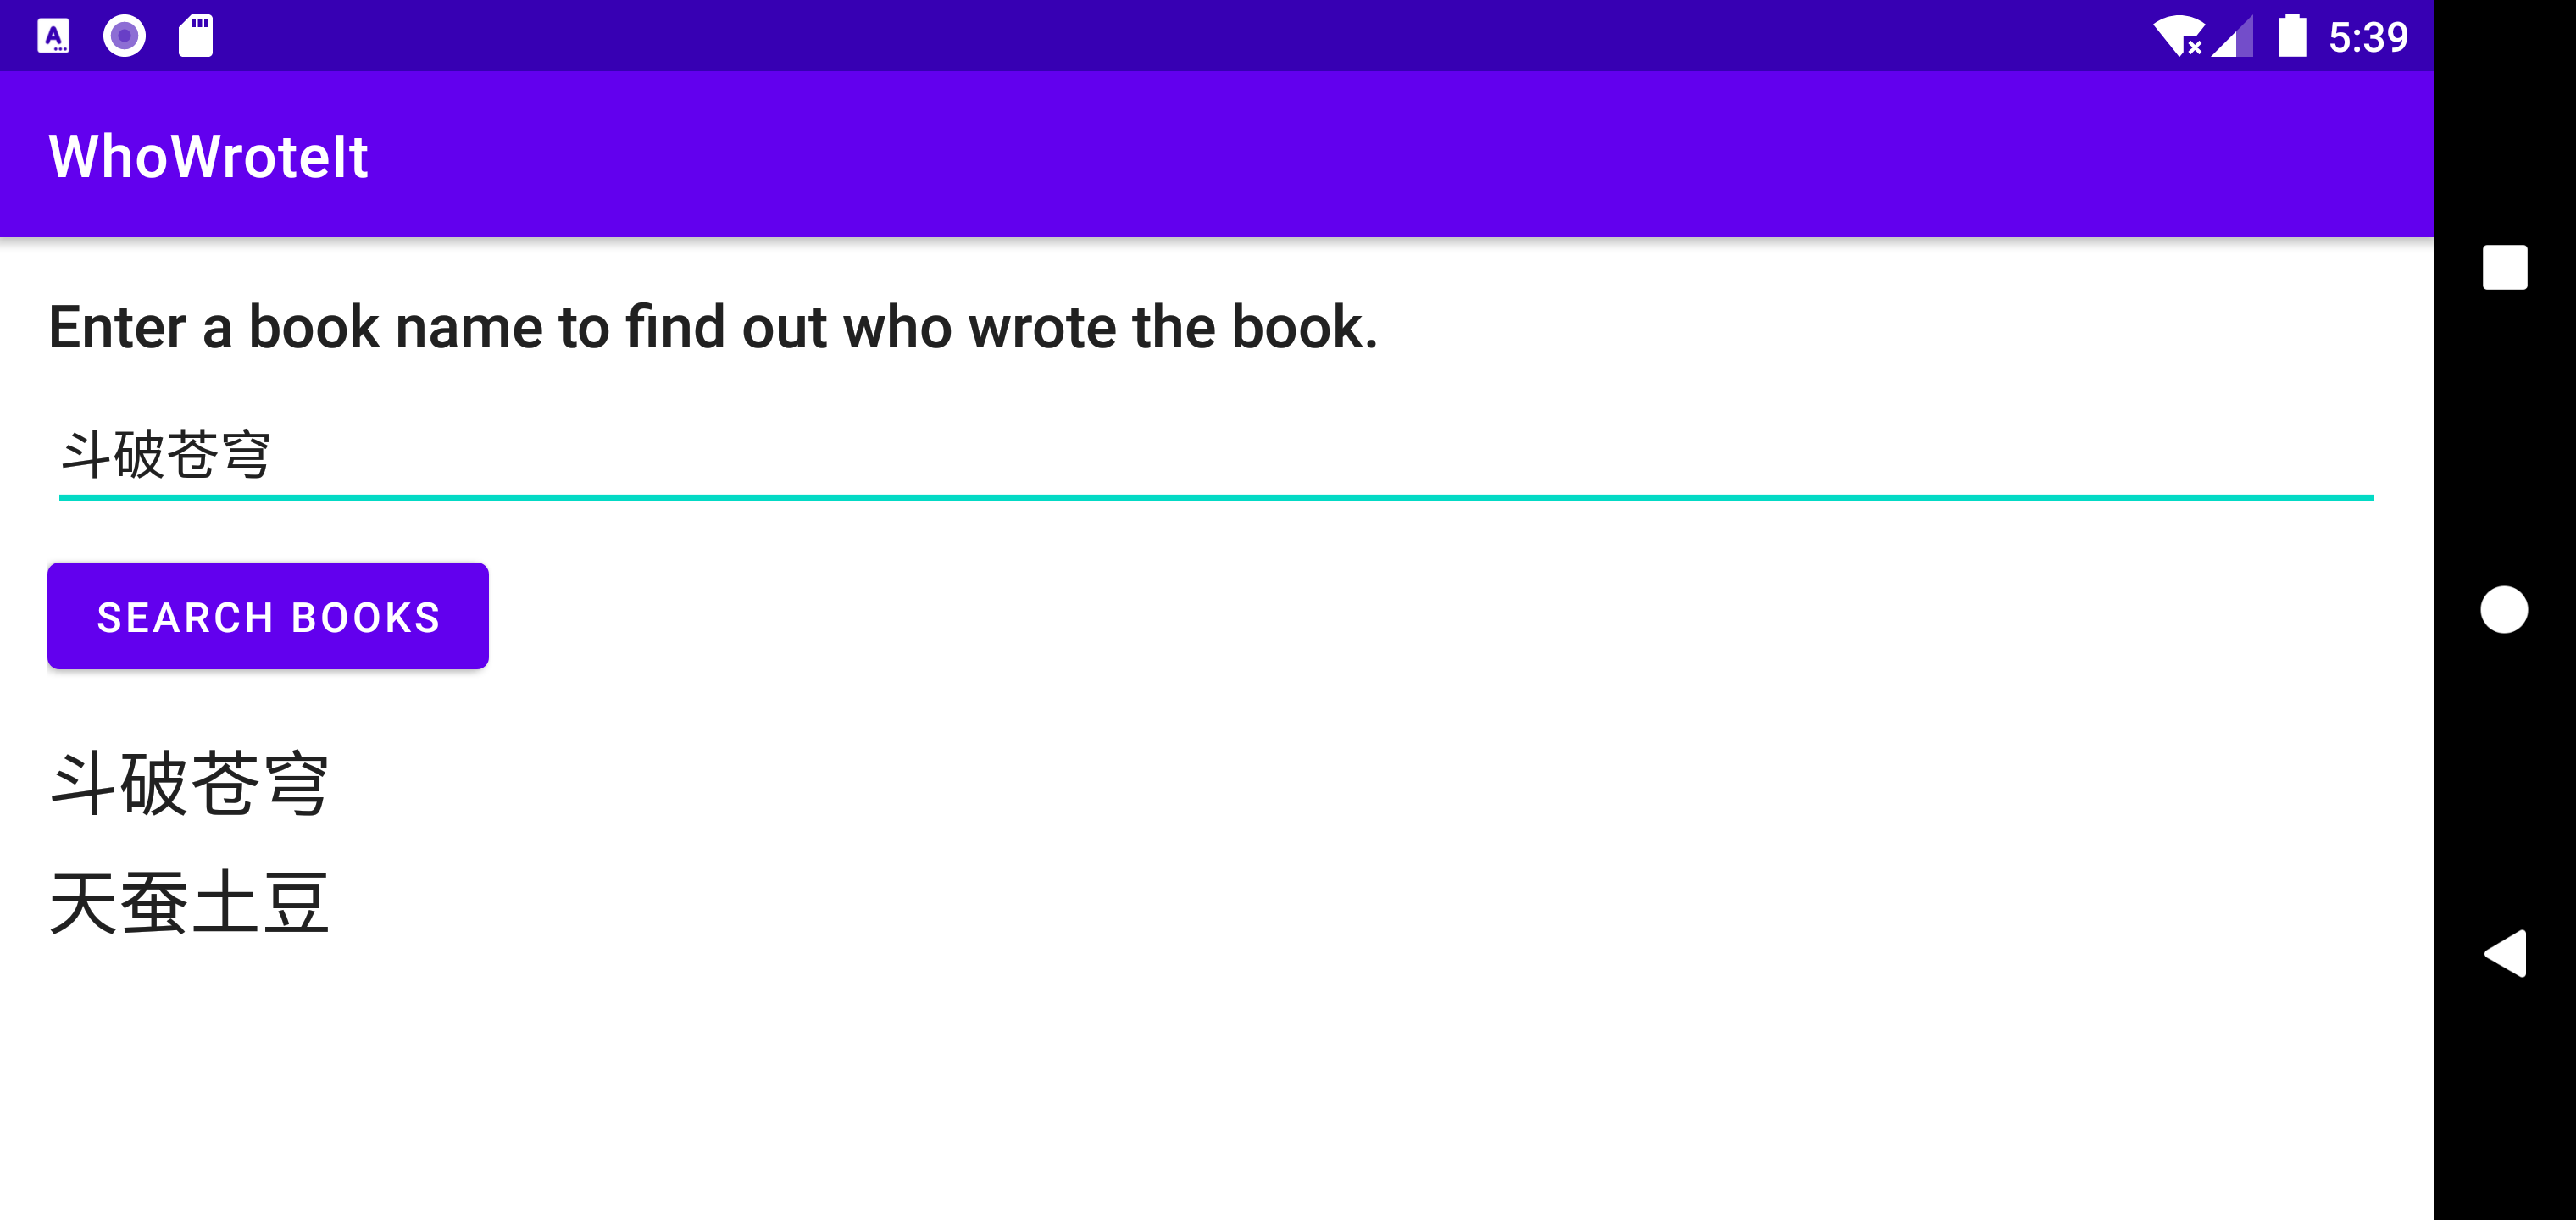 5:39
WhoWroteIt
Enter a book name to find out who wrote the book.
斗破苍穹
SEARCH BOOKS
斗破苍穹
天蚕土豆